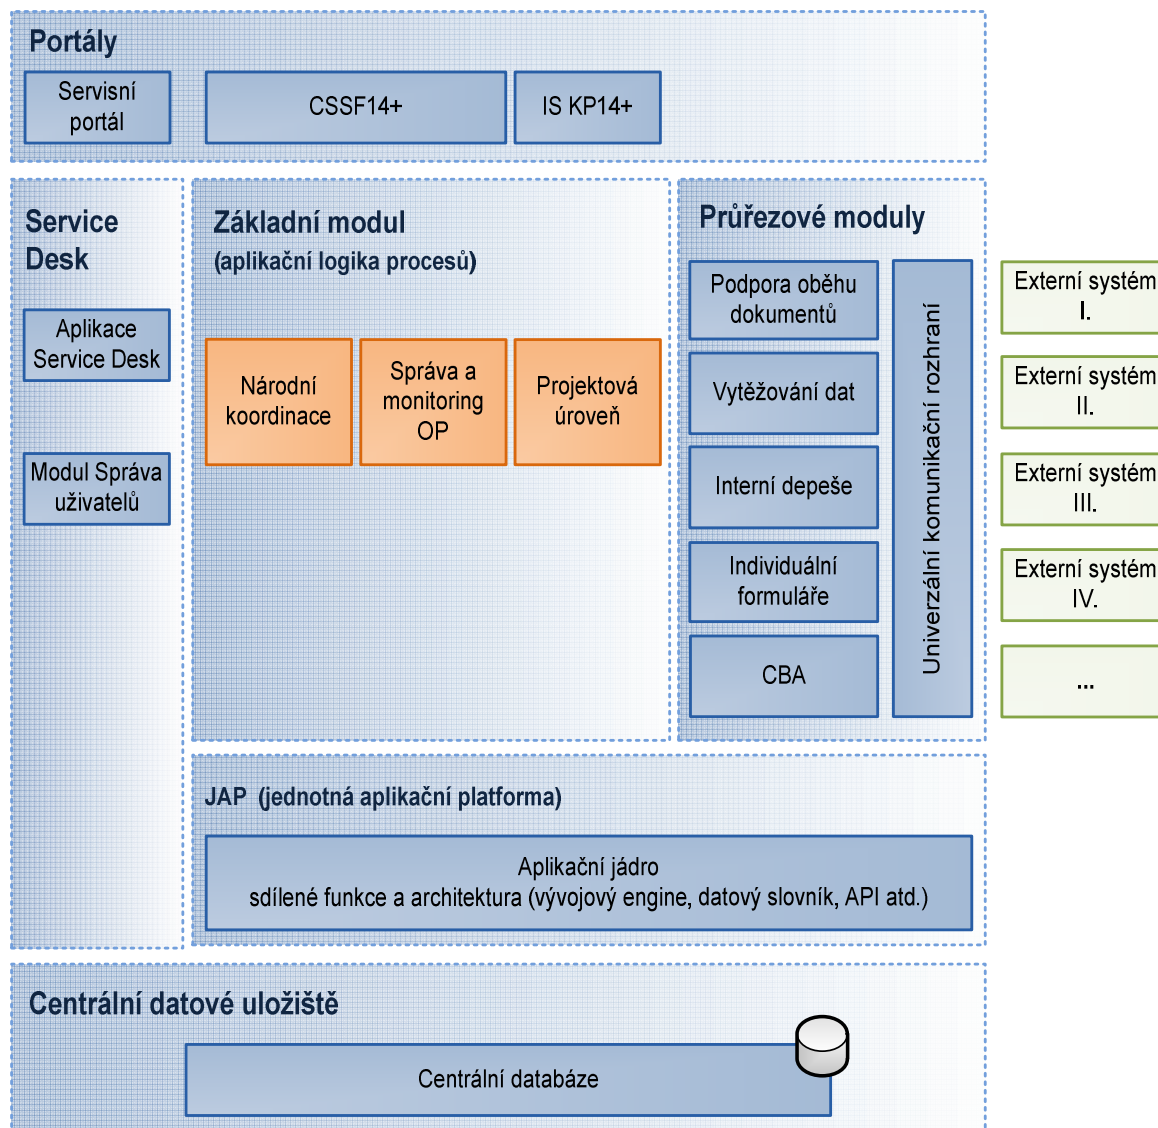 Portály
Servisní
portál
CSSF14+
IS KP14+
Service
Desk
Aplikace
Service Desk
Modul Správa
uživatelů
Základní modul
(aplikační logika procesů)
Národní
koordinace
Správa a
monitoring
OP
Projektová
úroveň
Průřezové moduly
Podpora oběhu
dokumentů
Vytěžování dat
Interní depeše
Individuální
formuláře
CBA
Univerzální komunikační rozhraní
Externí systém
I.
Externí systém
II.
Externí systém
III.
Externí systém
IV.
...
JAP (jednotná aplikační platforma)
Aplikační jádro
sdílené funkce a architektura (vývojový engine, datový slovník, API atd.)
Centrální datové uložiště
Centrální databáze